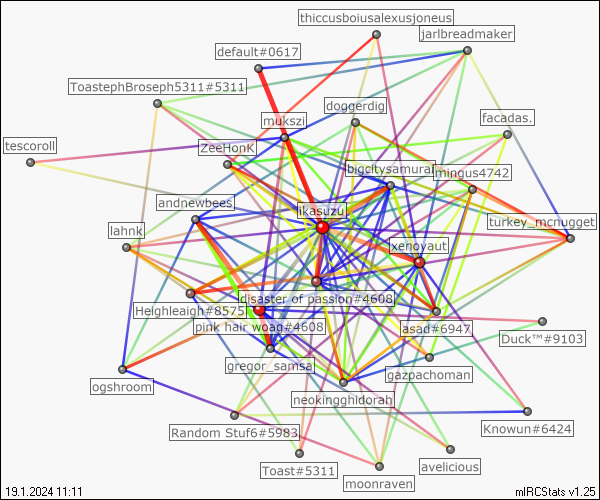 thiccusboiusalexusjoneus
jarlbreadmaker
default#0617
ToastephBroseph5311#5311
doggerdig
facadas.
mukszi
tescoroll
ZeeHonK
bigcitysamurai
mingus4742
andnewbees
ikasuzu
turkey_mcnugget
lahnk
xenoyaut
disaster of passion#4608
Heighleaigh#8575
pink hair woag#4608
asad#6947
Duck™#9103
gregor_samsa
gazpachoman
ogshroom
neokingghidorah
Random Stuf6#5983
Knowun#6424
Toast#5311
avelicious
moonraven
19.1.2024 11:11
mIRCStats v1.25